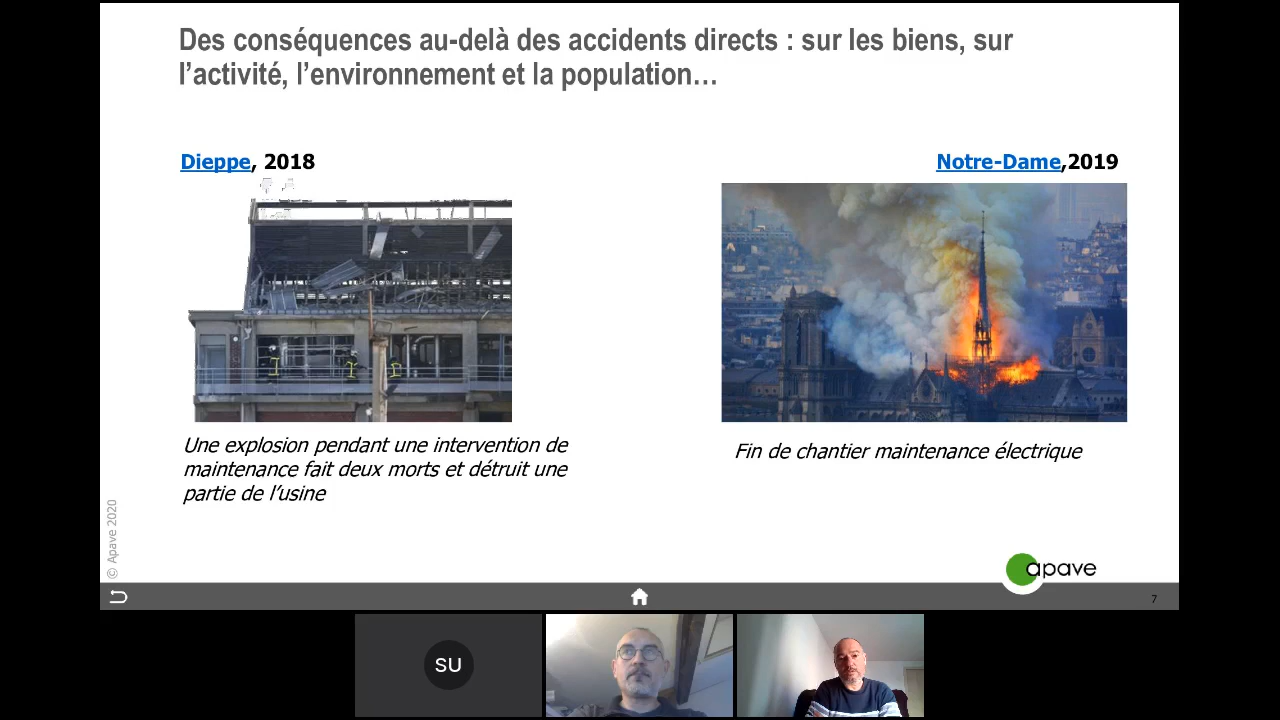 Des conséquences au-delà des accidents directs : sur les biens, sur
l’activité, l’environnement et la population…
Dieppe, 2018
Notre-Dame,2019
Une explosion pendant une intervention de
maintenance fait deux morts et détruit une
partie de l’usine
Fin de chantier maintenance électrique
© Apave 2020
apave
7
SU